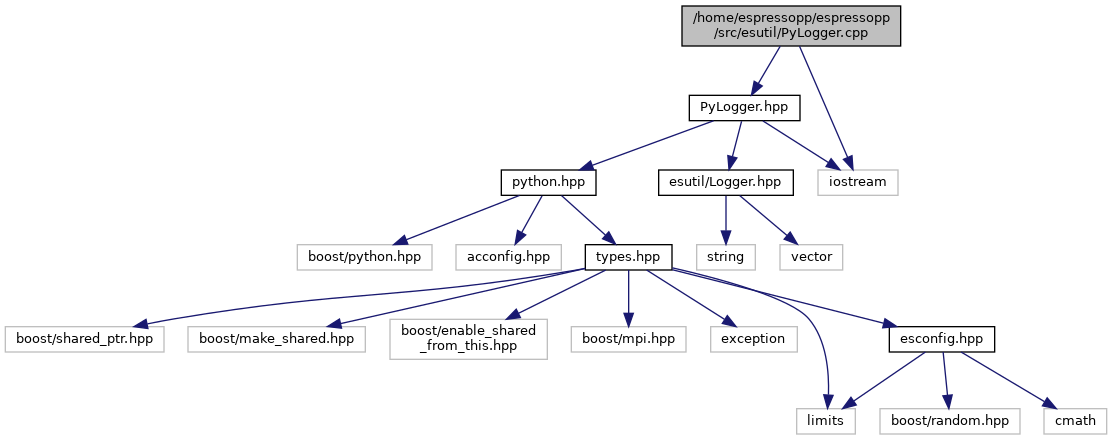 /home/espressopp/espressopp
/src/esutil/PyLogger.cpp
PyLogger.hpp
python.hpp
esutil/Logger.hpp
iostream
boost/python.hpp
acconfig.hpp
types.hpp
string
vector
boost/shared_ptr.hpp
boost/make_shared.hpp
boost/enable_shared
_from_this.hpp
boost/mpi.hpp
exception
esconfig.hpp
limits
boost/random.hpp
cmath